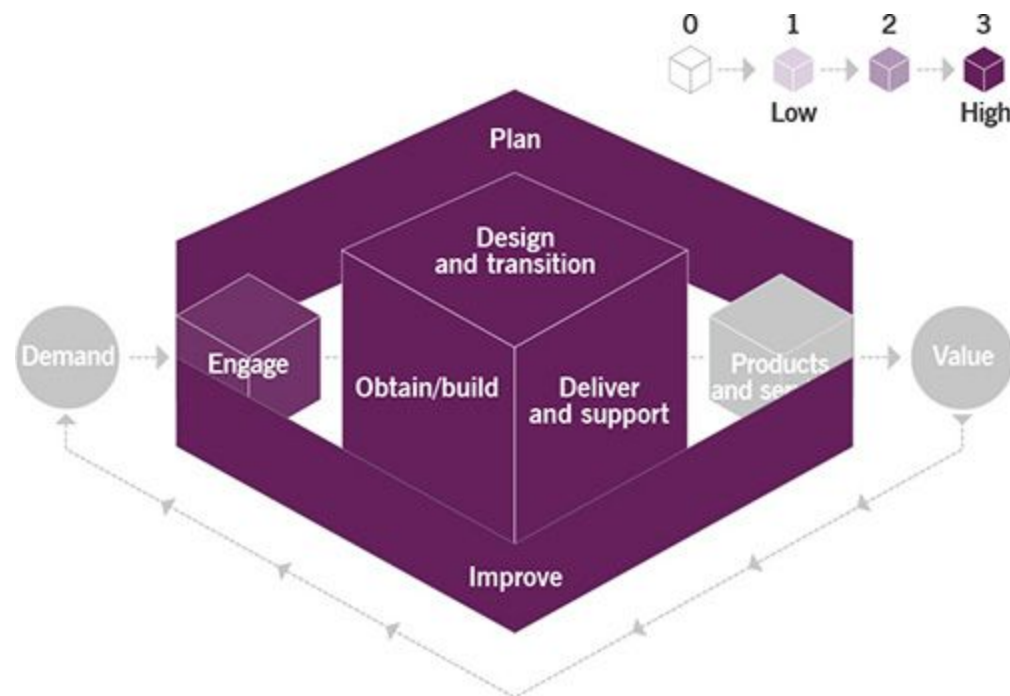 0 1 2 3
Low High
Plan
Design
and transition
Demand
Engage
Obtain/build
Deliver
and support
Products
and
Value
Improve